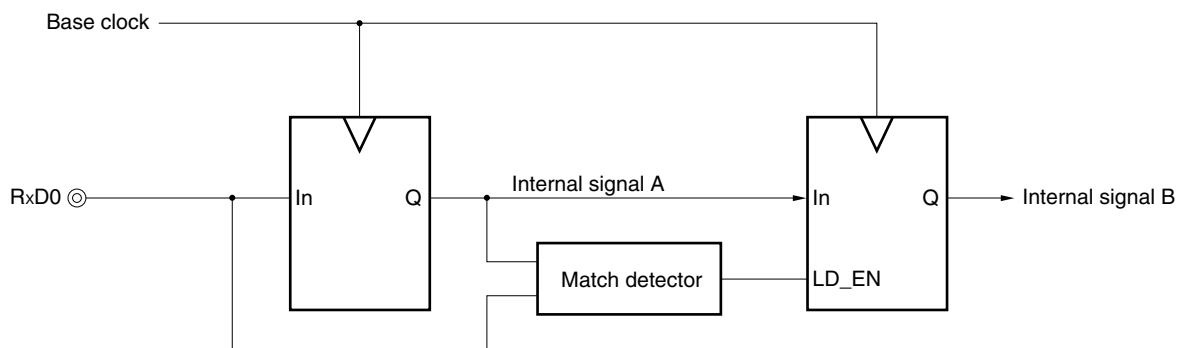 Base clock
RxD0
In
Q
Internal signal A
In
Q
Internal signal B
Match detector
LD_EN